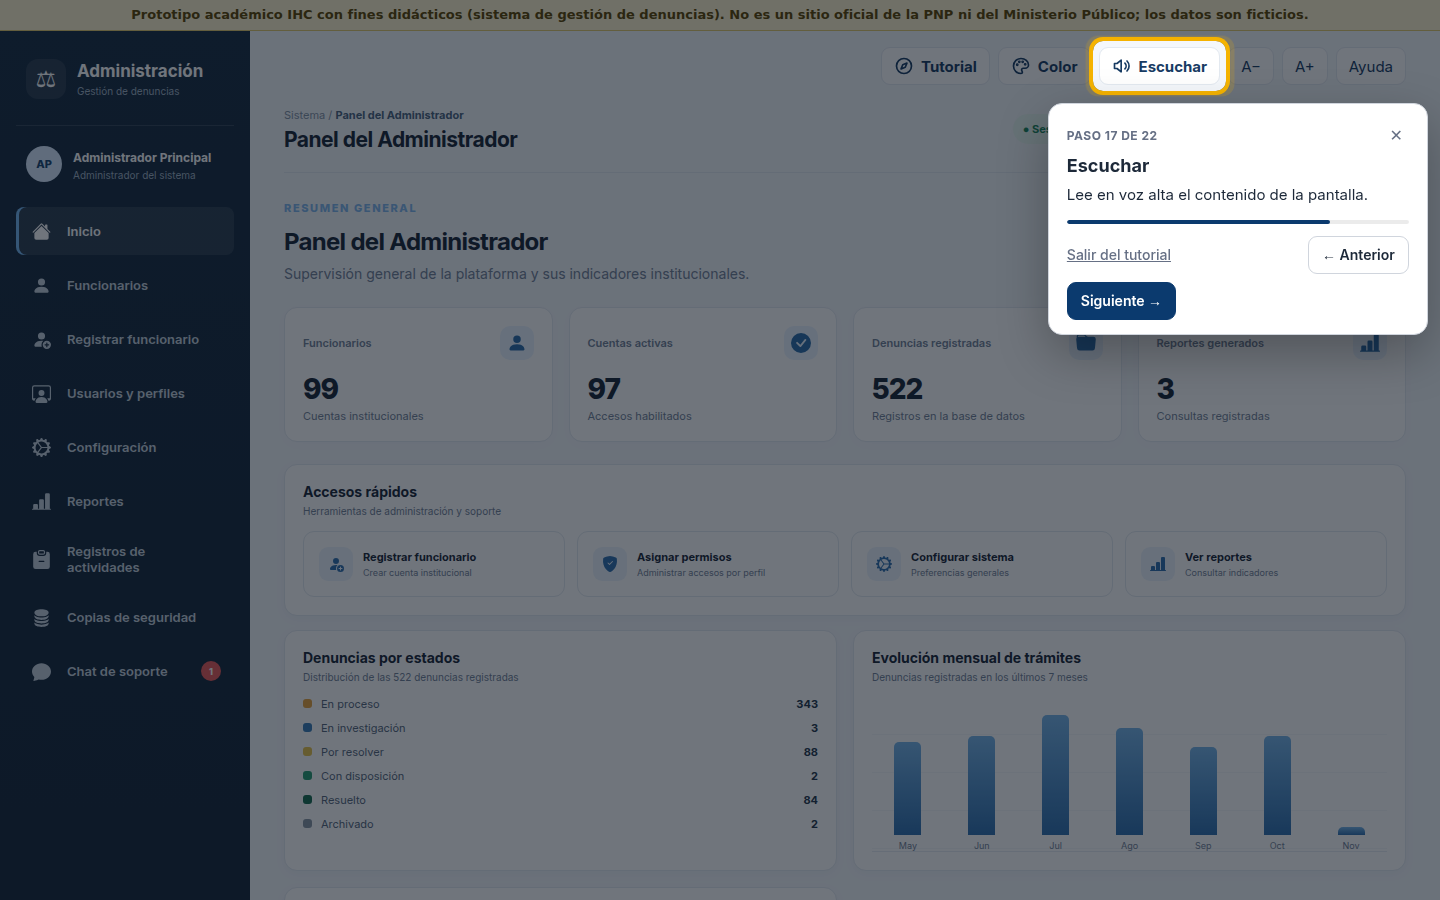 Prototipo académico IHC con fines didácticos (sistema de gestión de denuncias). No es un sitio oficial de la PNP ni del Ministerio Público; los datos son ficticios.
Administración
Gestión de denuncias
AP
Administrador Principal
Administrador del sistema
Inicio
Funcionarios
Registrar funcionario
Usuarios y perfiles
Configuración
Reportes
Registros de
actividades
Copias de seguridad
Chat de soporte
1
Tutorial
Color
Escuchar
A−
A+
Ayuda
Sistema / Panel del Administrador
Panel del Administrador
PASO 17 DE 22
×
Escuchar
Lee en voz alta el contenido de la pantalla.
Salir del tutorial
← Anterior
Siguiente →
RESUMEN GENERAL
Panel del Administrador
Supervisión general de la plataforma y sus indicadores institucionales.
Funcionarios
99
Cuentas institucionales
Cuentas activas
97
Accesos habilitados
Denuncias registradas
522
Registros en la base de datos
Reportes generados
3
Consultas registradas
Accesos rápidos
Herramientas de administración y soporte
Registrar funcionario
Crear cuenta institucional
Asignar permisos
Administrar accesos por perfil
Configurar sistema
Preferencias generales
Ver reportes
Consultar indicadores
Denuncias por estados
Distribución de las 522 denuncias registradas
En proceso 343
En investigación 3
Por resolver 88
Con disposición 2
Resuelto 84
Archivado 2
Evolución mensual de trámites
Denuncias registradas en los últimos 7 meses
May Jun Jul Ago Sep Oct Nov